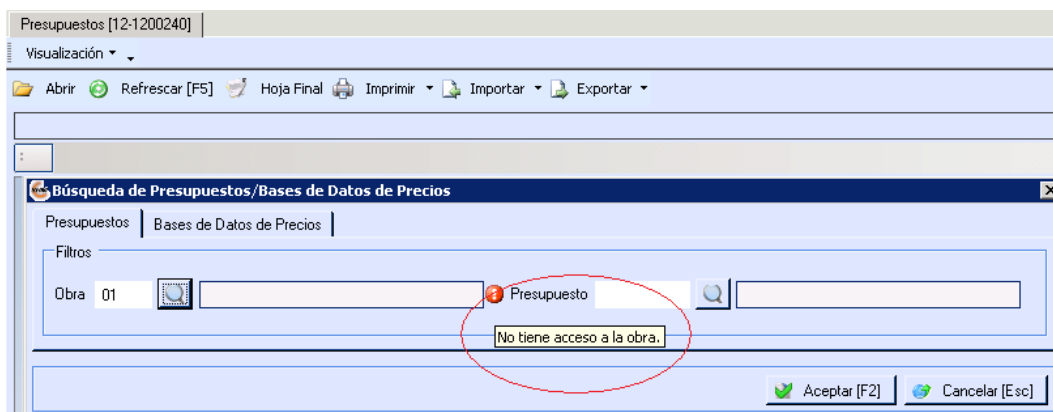 Presupuestos [12-1200240]
Visualización
Abrir Refrescar [F5] Hoja Final Imprimir Importar Exportar
:
Búsqueda de Presupuestos/Bases de Datos de Precios
Presupuestos Bases de Datos de Precios
Filtros
Obra 01 Presupuesto
No tiene acceso a la obra.
Aceptar [F2] Cancelar [Esc]